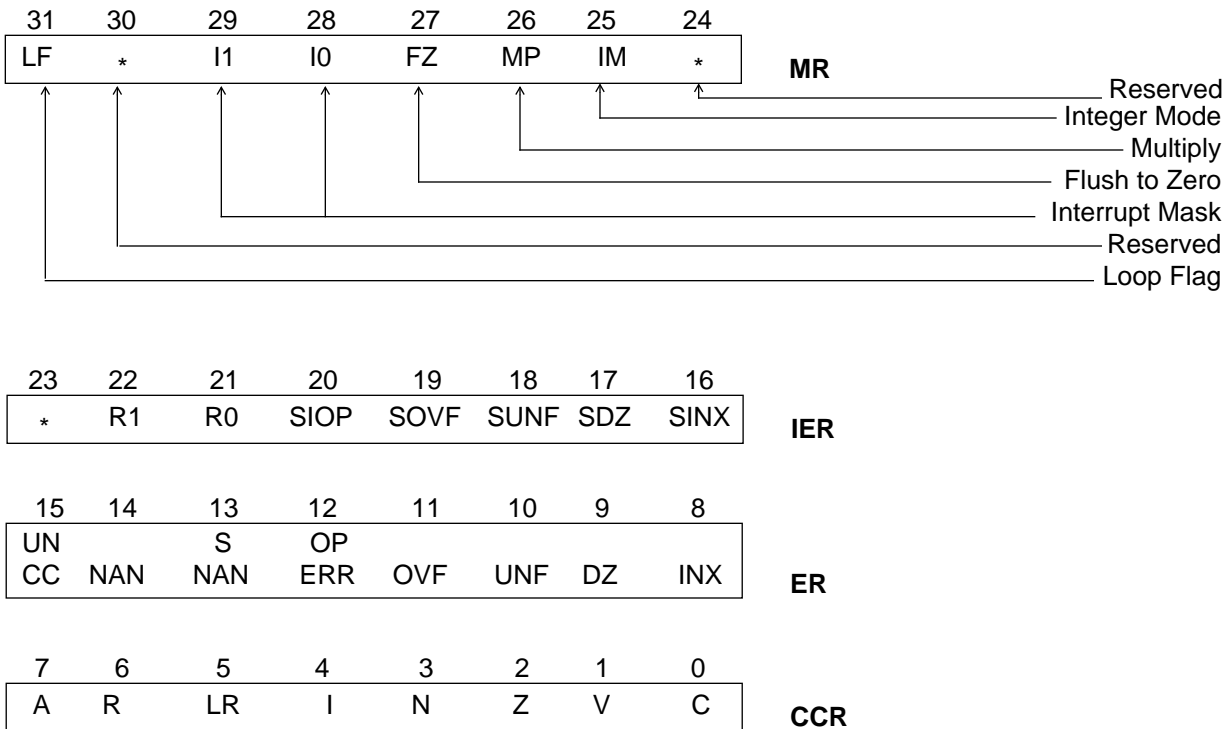 31 30 29 28 27 26 25 24
LF * I1 I0 FZ MP IM * MR
Reserved
Integer Mode
Multiply
Flush to Zero
Interrupt Mask
Reserved
Loop Flag
23 22 21 20 19 18 17 16
* R1 R0 SIOP SOVF SUNF SDZ SINX IER
15 14 13 12 11 10 9 8
UN S OP
CC NAN NAN ERR OVF UNF DZ INX ER
7 6 5 4 3 2 1 0
A R LR I N Z V C CCR